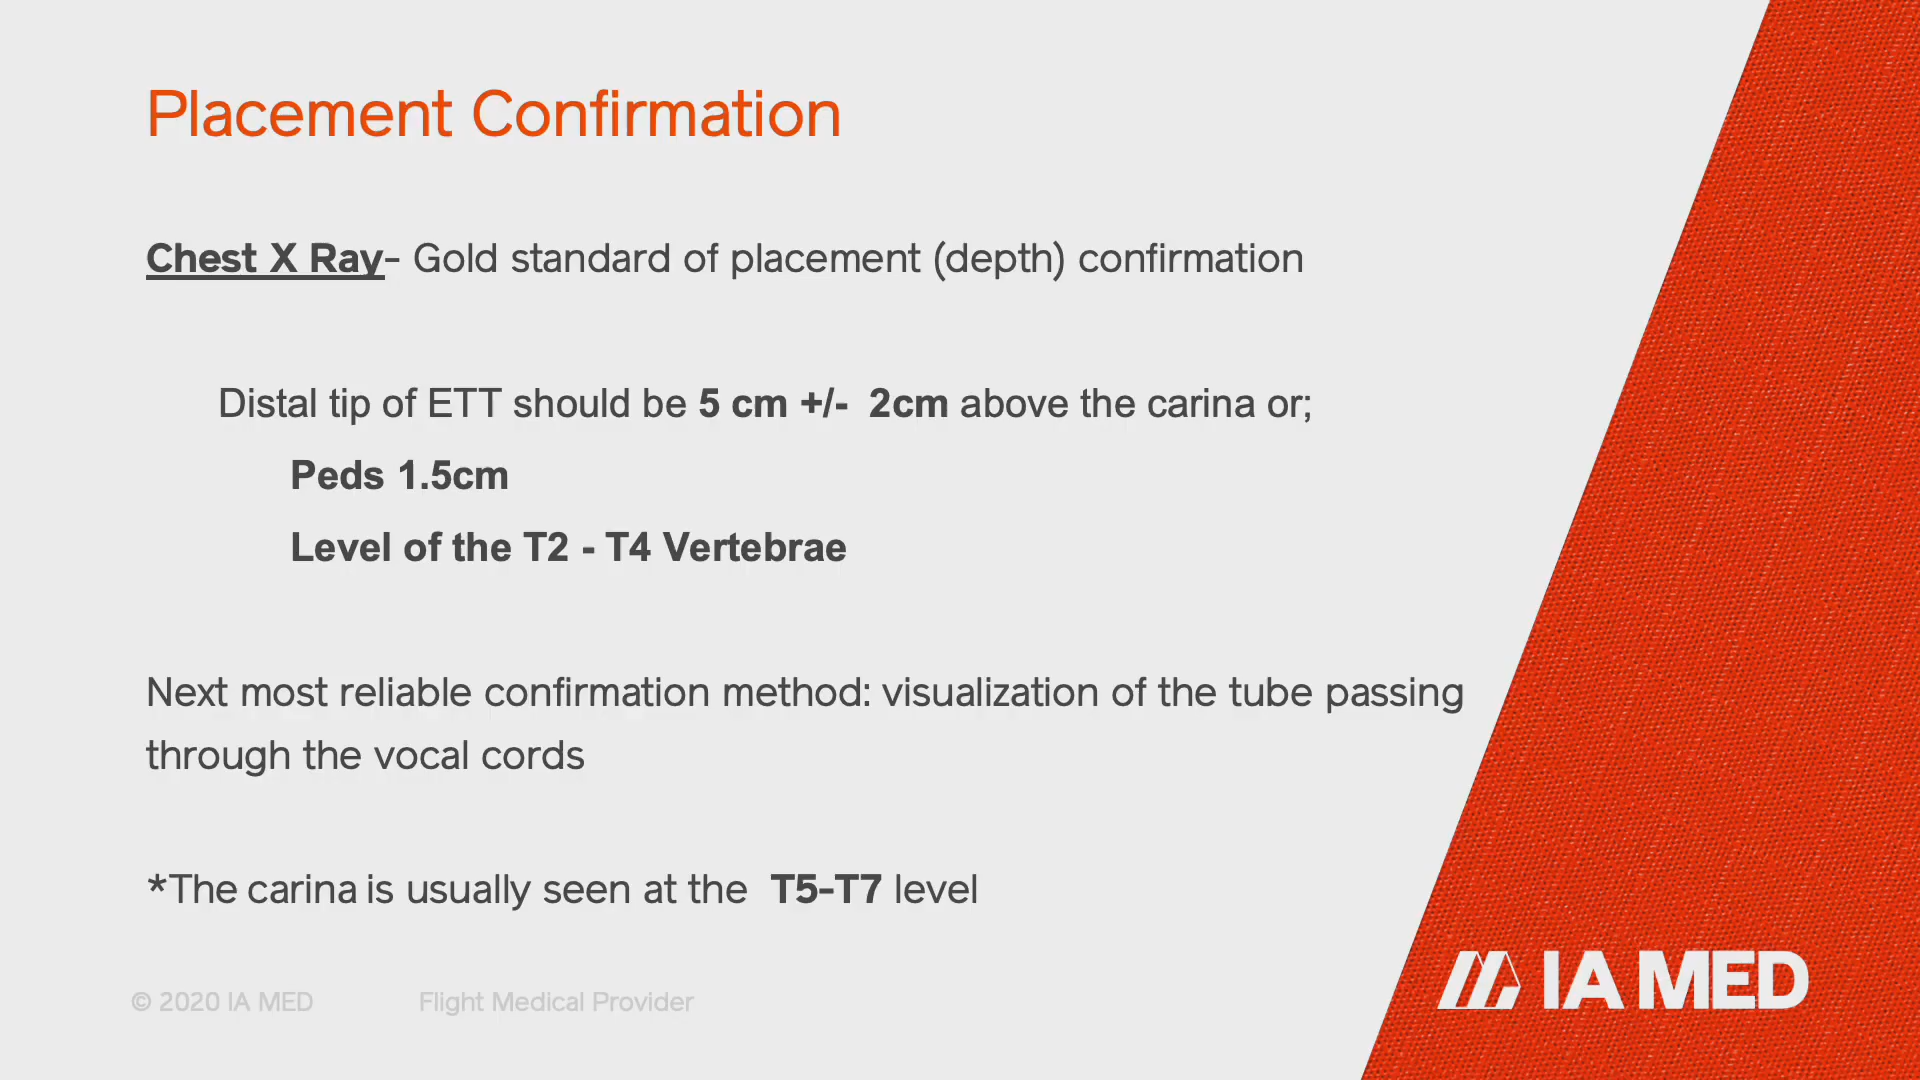 Placement Confirmation
Chest X Ray- Gold standard of placement (depth) confirmation
Distal tip of ETT should be 5 cm +/-  2cm above the carina or;
Peds 1.5cm
Level of the T2 - T4 Vertebrae
Next most reliable confirmation method: visualization of the tube passing
through the vocal cords
*The carina is usually seen at the  T5-T7 level
© 2020 IA MED
Flight Medical Provider
IA MED